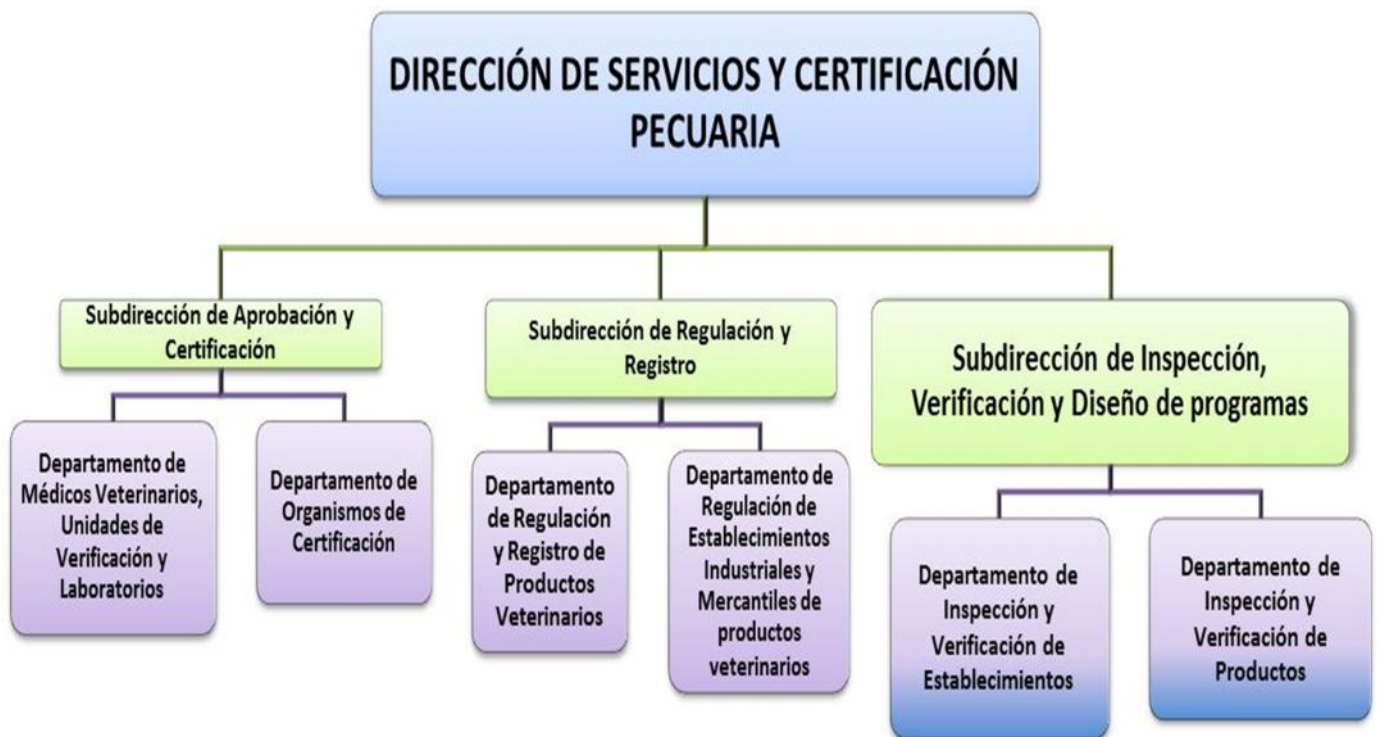 DIRECCIÓN DE SERVICIOS Y CERTIFICACIÓN
PECUARIA
Subdirección de Aprobación y
Certificación
Subdirección de Regulación y
Registro
Subdirección de Inspección,
Verificación y Diseño de programas
Departamento de
Médicos Veterinarios,
Unidades de
Verificación y
Laboratorios
Departamento de
Organismos de
Certificación
Departamento
de Regulación
y Registro de
Productos
Veterinarios
Departamento de
Regulación de
Establecimientos
Industriales y
Mercantiles de
productos
veterinarios
Departamento de
Inspección y
Verificación de
Establecimientos
Departamento de
Inspección y
Verificación de
Productos